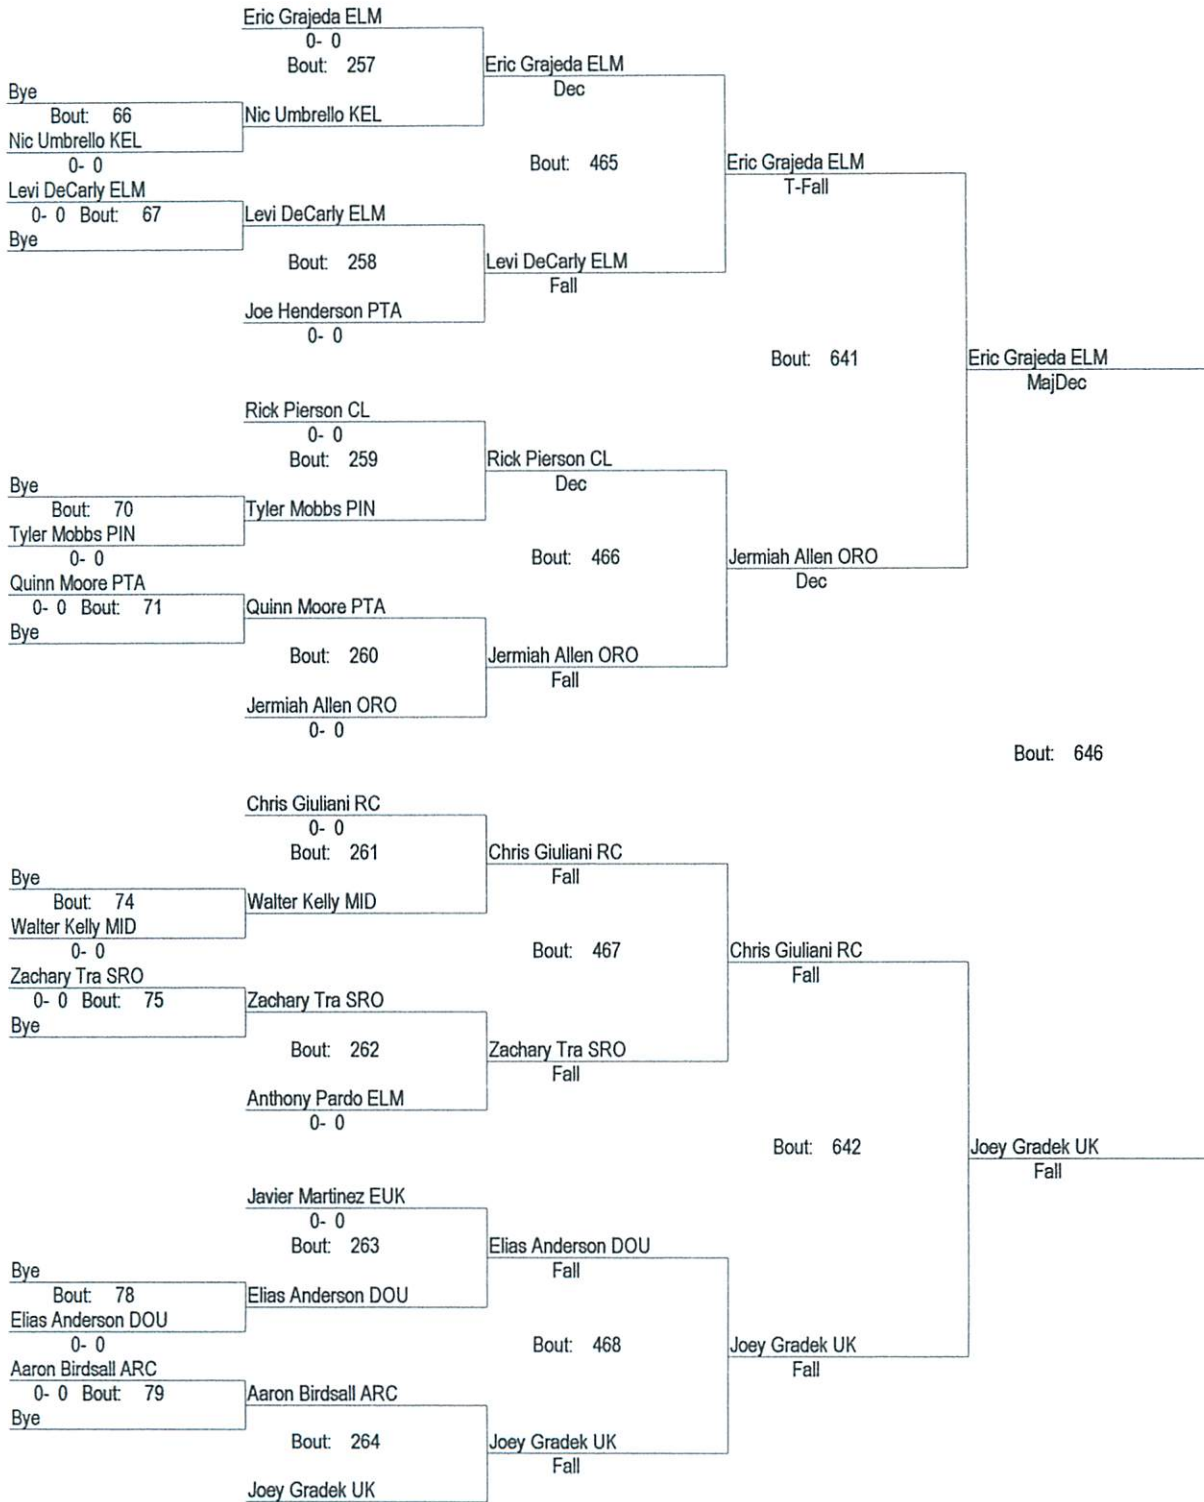 Eric Grajeda ELM
0- 0
Bout: 257
Eric Grajeda ELM
Dec
Bye
Bout: 66
Nic Umbrello KEL
Nic Umbrello KEL
0- 0
Bout: 465
Eric Grajeda ELM
T-Fall
Levi DeCarly ELM
0- 0 Bout: 67
Levi DeCarly ELM
Bye
Bout: 258
Levi DeCarly ELM
Fall
Joe Henderson PTA
0- 0
Bout: 641
Eric Grajeda ELM
MajDec
Rick Pierson CL
0- 0
Bout: 259
Rick Pierson CL
Dec
Bye
Bout: 70
Tyler Mobbs PIN
Tyler Mobbs PIN
0- 0
Bout: 466
Jermiah Allen ORO
Dec
Quinn Moore PTA
0- 0 Bout: 71
Quinn Moore PTA
Bye
Bout: 260
Jermiah Allen ORO
Fall
Jermiah Allen ORO
0- 0
Bout: 646
Chris Giuliani RC
0- 0
Bout: 261
Chris Giuliani RC
Fall
Bye
Bout: 74
Walter Kelly MID
Walter Kelly MID
0- 0
Bout: 467
Chris Giuliani RC
Fall
Zachary Tra SRO
0- 0 Bout: 75
Zachary Tra SRO
Bye
Bout: 262
Zachary Tra SRO
Fall
Anthony Pardo ELM
0- 0
Bout: 642
Joey Gradek UK
Fall
Javier Martinez EUK
0- 0
Bout: 263
Elias Anderson DOU
Fall
Bye
Bout: 78
Elias Anderson DOU
Elias Anderson DOU
0- 0
Bout: 468
Joey Gradek UK
Fall
Aaron Birdsall ARC
0- 0 Bout: 79
Aaron Birdsall ARC
Bye
Bout: 264
Joey Gradek UK
Fall
Joey Gradek UK